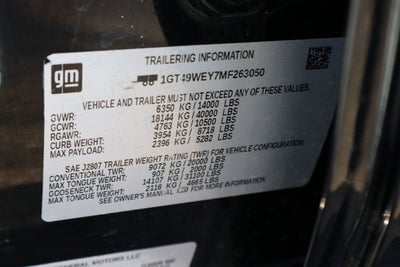 gm
TRAILERING INFORMATION
1GT49WEY7MF263050
VEHICLE AND TRAILER MUST NOT EXCEED ANY OF THESE VALUES.
GVWR: 6350 KG/14000 LBS
GCWR: 18144 KG/40000 LBS
RGAWR: 4763 KG/10500 LBS
CURB WEIGHT: 3954 KG/ 8718 LBS
MAX PAYLOAD: 2396 KG/ 5282 LBS
SAE J2807 TRAILER WEIGHT RATING (TWR) FOR VEHICLE CONFIGURATION.
CONVENTIONAL TWR: 9072 KG/20000 LBS
MAX TONGUE WEIGHT: 907 KG/ 2000 LBS
GOOSENECK TWR: 14107 KG/31100 LBS
MAX TONGUE WEIGHT: 2116 KG/ 4665 LBS
SEE OWNER'S MANUAL FOR MORE INFORMATION.
GENERAL MOTORS LLC